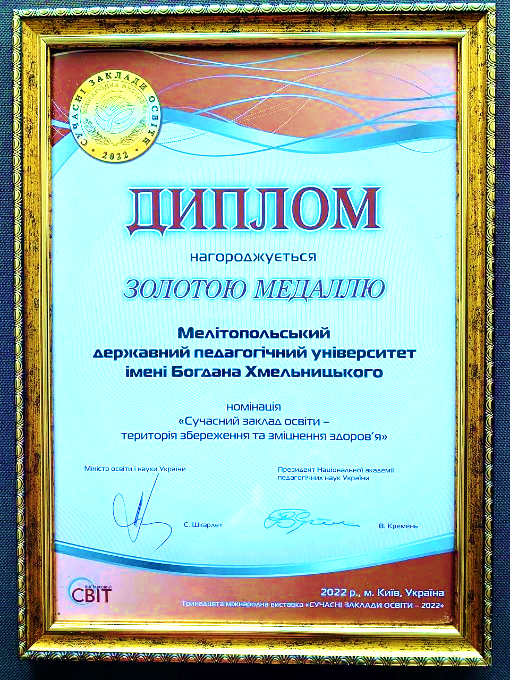 СУЧАСНІ ЗАКЛАДИ ОСВІТИ
• 2022 •
ДИПЛОМ
нагороджується
ЗОЛОТОЮ МЕДАЛЛЮ
Мелітопольський
державний педагогічний університет
імені Богдана Хмельницького
номінація
«Сучасний заклад освіти –
територія збереження та зміцнення здоров'я»
Міністр освіти і науки України
Президент Національної академії
педагогічних наук України
С. Шкарлет
В. Кремень
СВІТ
2022 р., м. Київ, Україна
Тринадцята міжнародна виставка «СУЧАСНІ ЗАКЛАДИ ОСВІТИ – 2022»